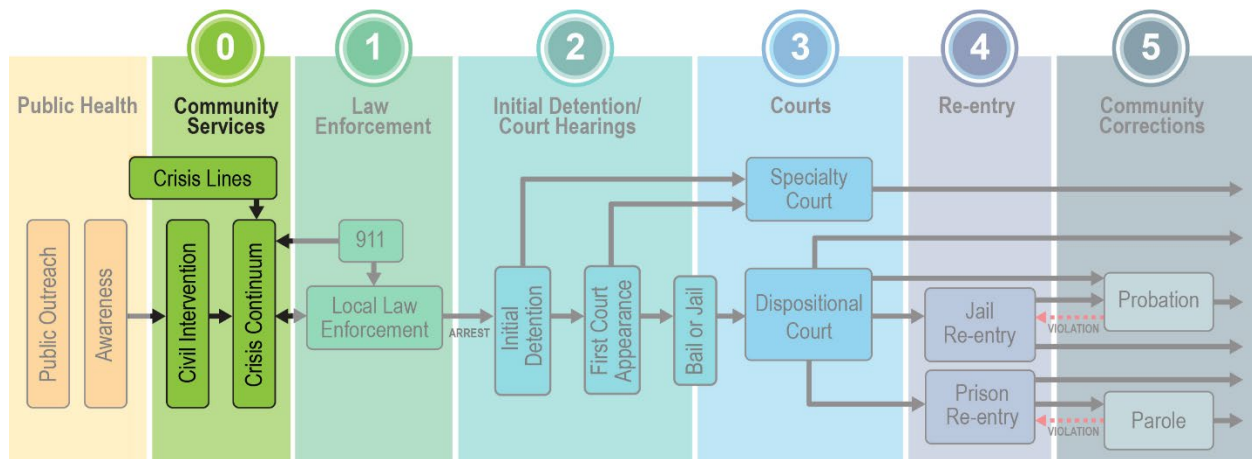 0
1
2
3
4
5
Public Health
Community
Services
Law
Enforcement
Initial Detention/
Court Hearings
Courts
Re-entry
Community
Corrections
Crisis Lines
Public Outreach
Awareness
Civil Intervention
Crisis Continuum
911
Local Law
Enforcement
ARREST
Initial
Detention
First Court
Appearance
Bail or Jail
Specialty
Court
Dispositional
Court
Jail
Re-entry
Prison
Re-entry
VIOLATION
Probation
VIOLATION
Parole